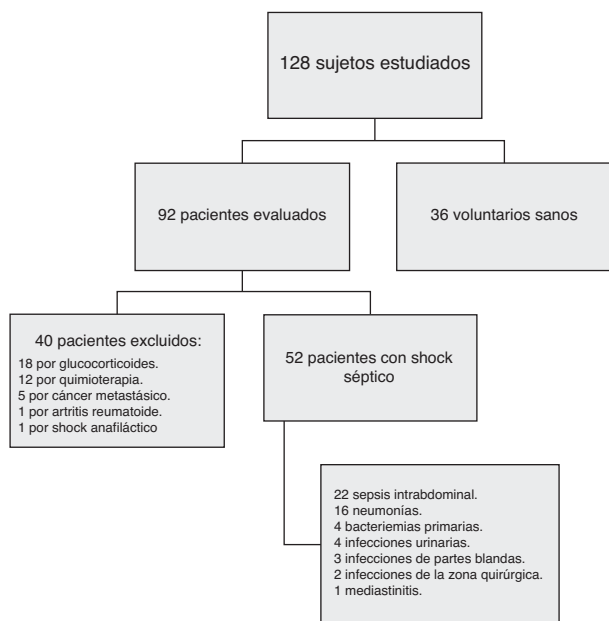 128 sujetos estudiados
92 pacientes evaluados
36 voluntarios sanos
40 pacientes excluidos:
18 por glucocorticoides.
12 por quimioterapia.
5 por cáncer metastásico.
1 por artritis reumatoide.
1 por shock anafiláctico
52 pacientes con shock
séptico
22 sepsis intrabdominal.
16 neumonías.
4 bacteriemias primarias.
4 infecciones urinarias.
3 infecciones de partes blandas.
2 infecciones de la zona quirúrgica.
1 mediastinitis.